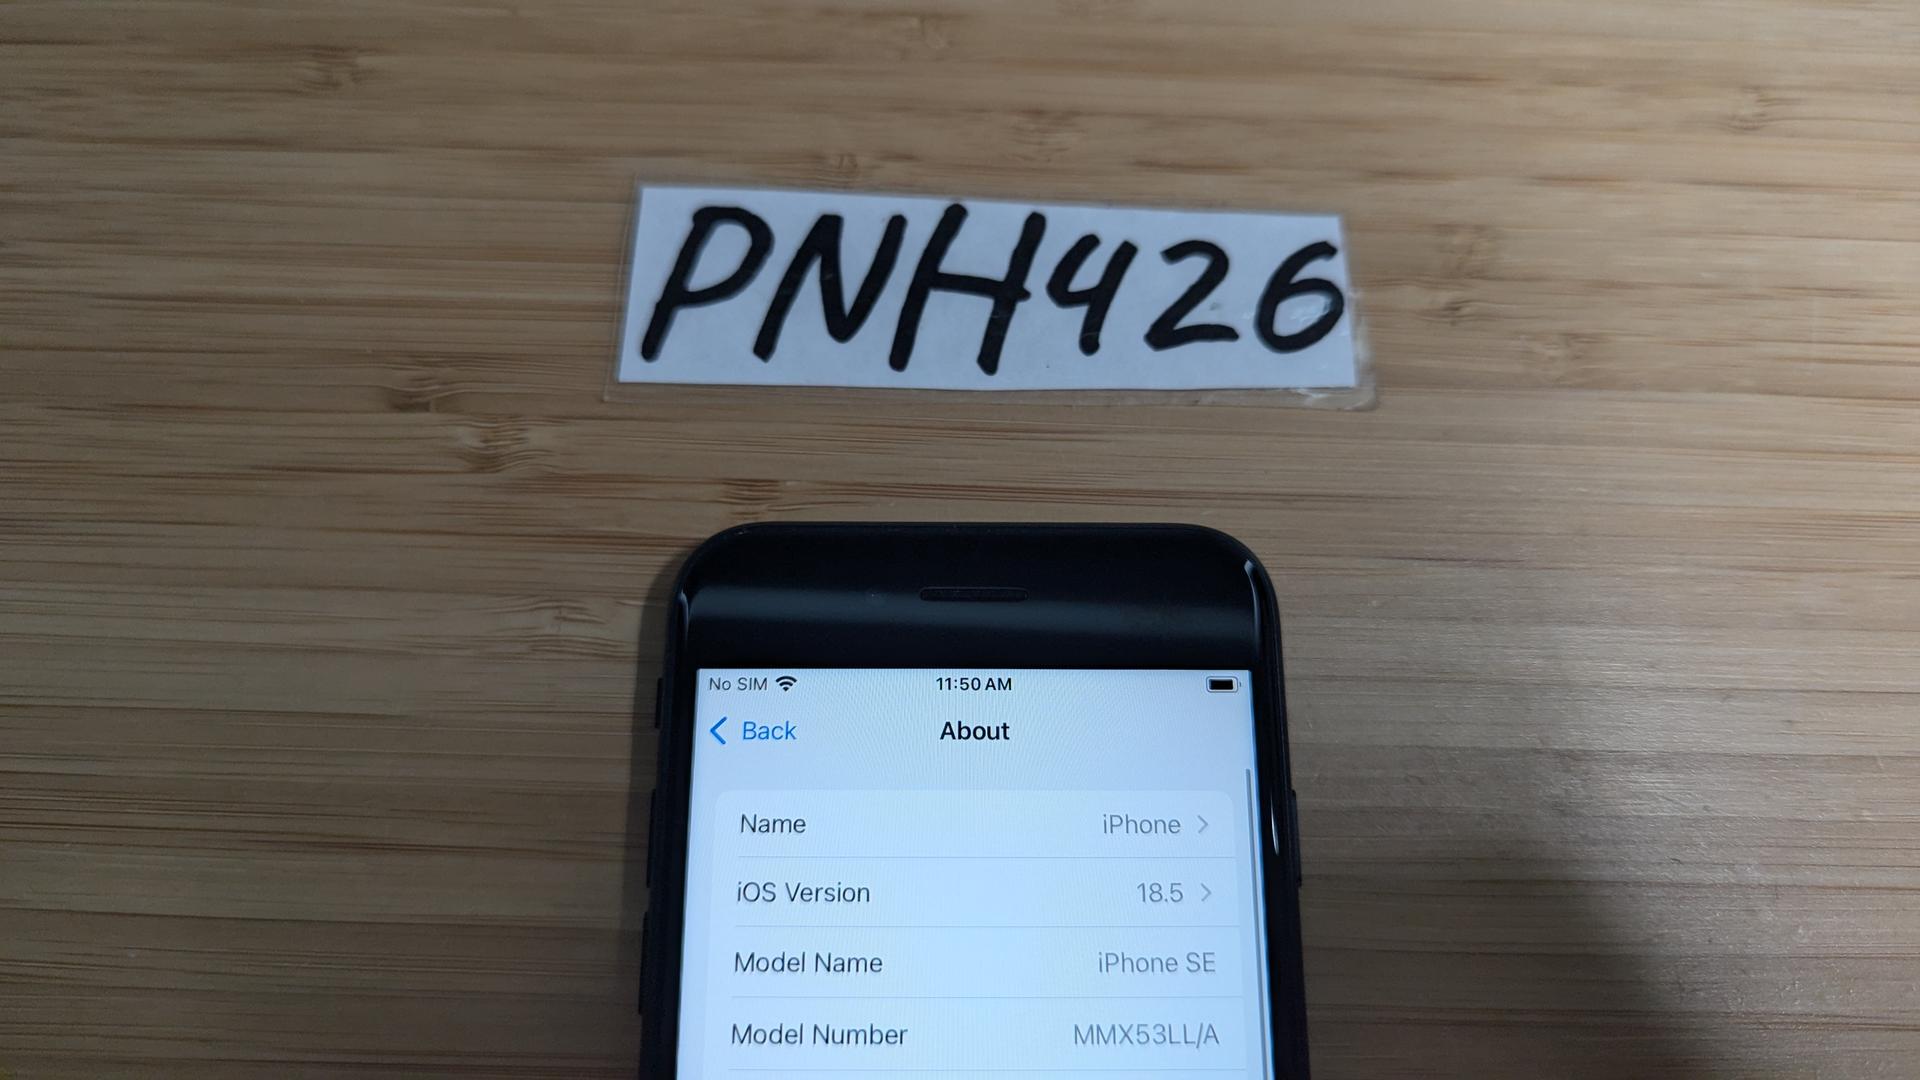 PNH426
No SIM 11:50 AM
Back About
Name iPhone
iOS Version 18.5
Model Name iPhone SE
Model Number MMX53LL/A